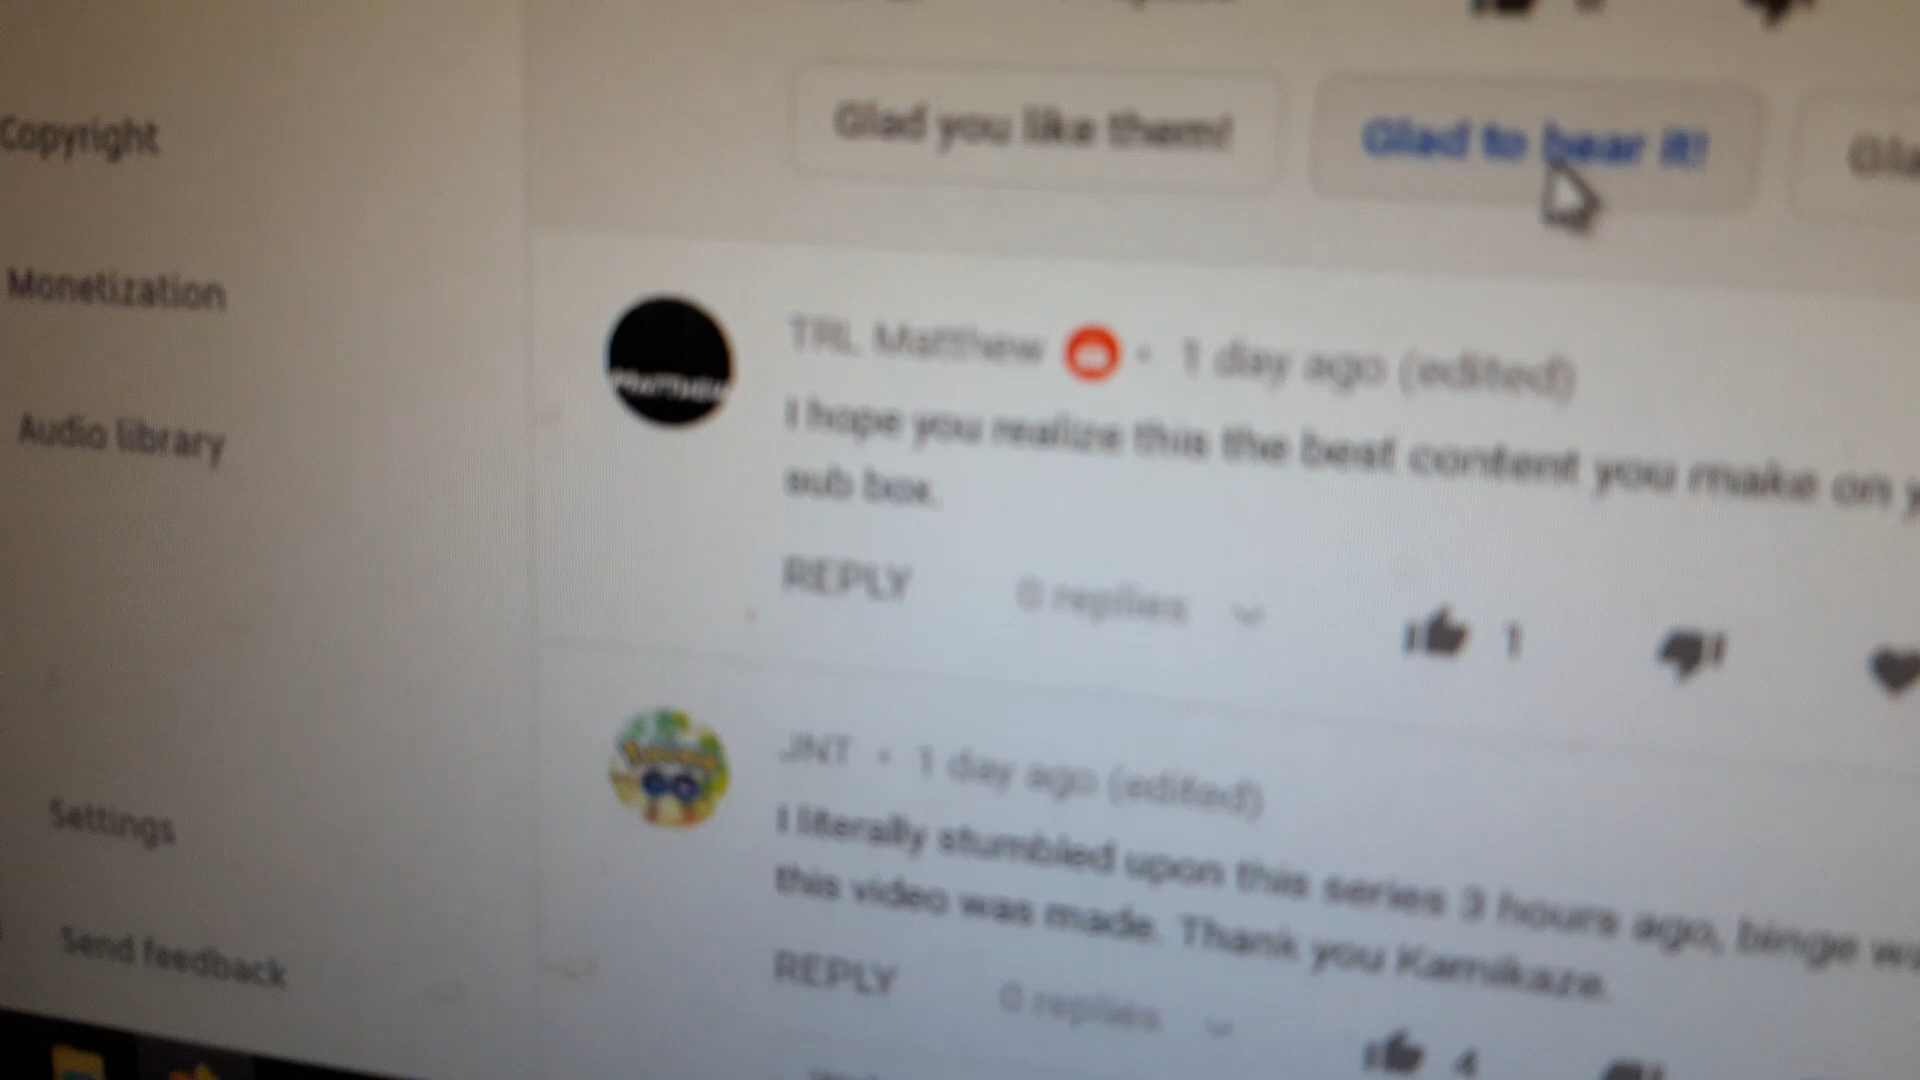 Glad you like them!
Glad to hear it!
Copyright
Monetization
Audio library
Settings
Send feedback
TRL Matthew • 1 day ago (edited)
I hope you realize this the best content you make on
sub box.
REPLY 0 replies 1
JNT • 1 day ago (edited)
I literally stumbled upon this series 3 hours ago, binge
this video was made. Thank you Kamikaze.
REPLY 0 replies 4